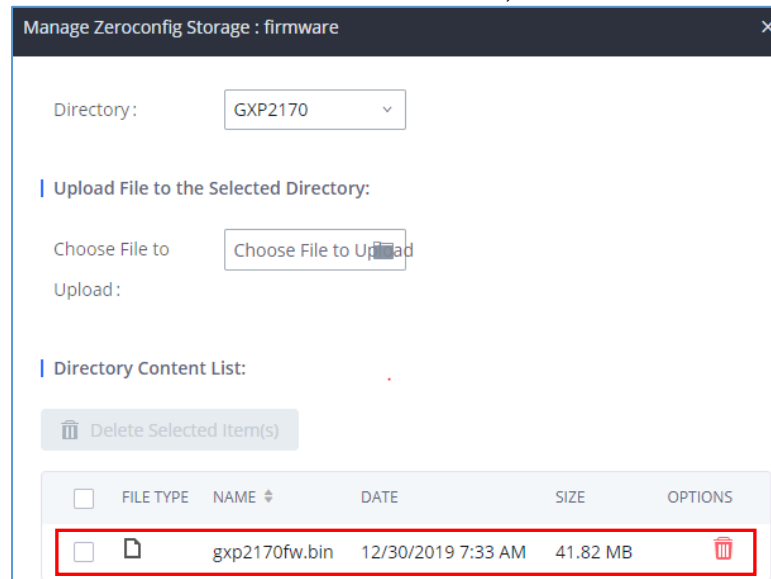 Manage Zeroconfig Storage : firmware ×
Directory : GXP2170
Upload File to the Selected Directory:
Choose File to Choose File to Upload
Upload :
Directory Content List:
Delete Selected Item(s)
FILE TYPE NAME DATE SIZE OPTIONS
gxp2170fw.bin 12/30/2019 7:33 AM 41.82 MB